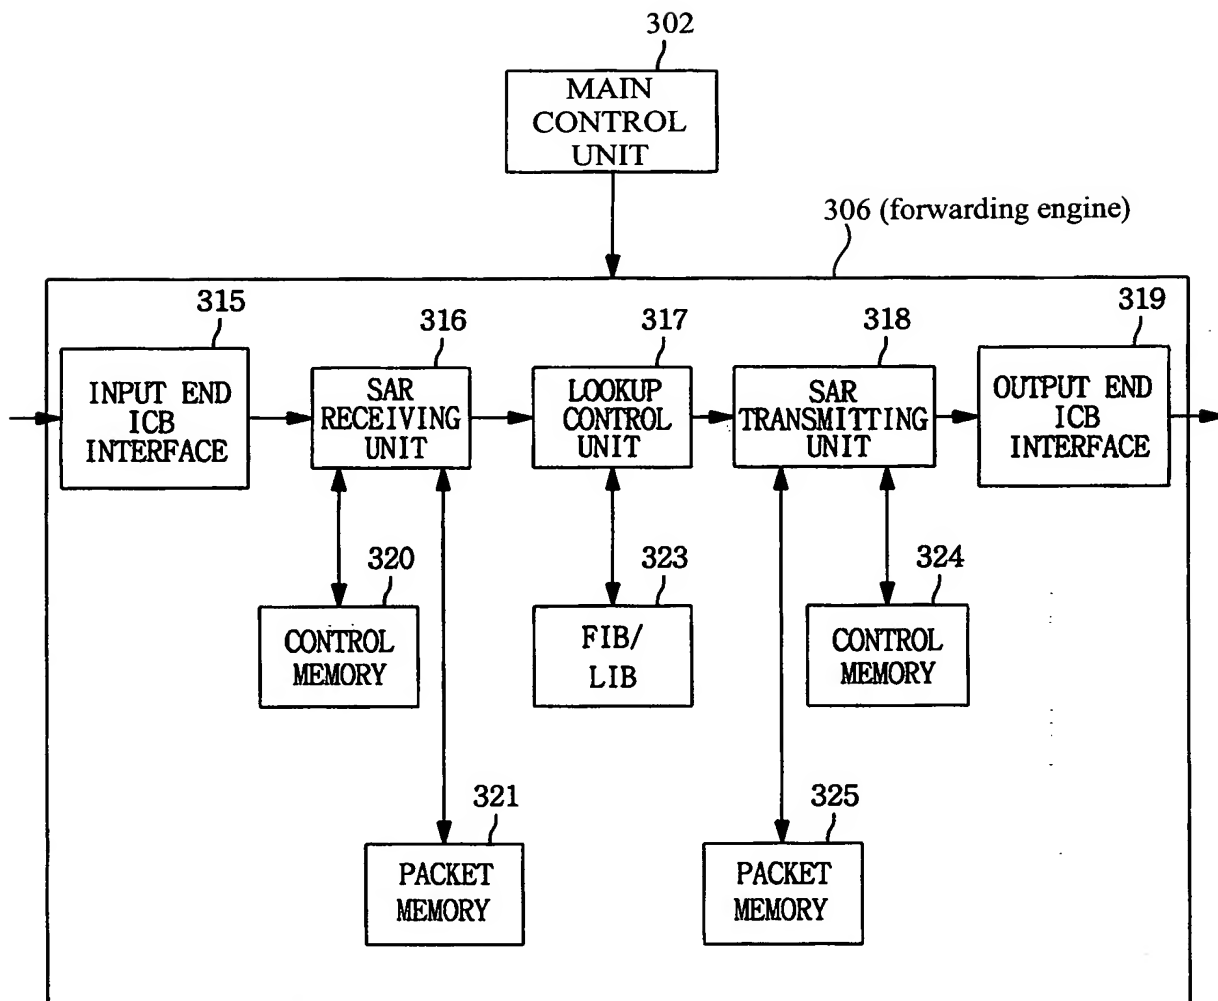 302
MAIN
CONTROL
UNIT
306 (forwarding engine)
315
INPUT END
ICB
INTERFACE
316
SAR
RECEIVING
UNIT
317
LOOKUP
CONTROL
UNIT
318
SAR
TRANSMITTING
UNIT
319
OUTPUT END
ICB
INTERFACE
320
CONTROL
MEMORY
323
FIB/
LIB
324
CONTROL
MEMORY
321
PACKET
MEMORY
325
PACKET
MEMORY